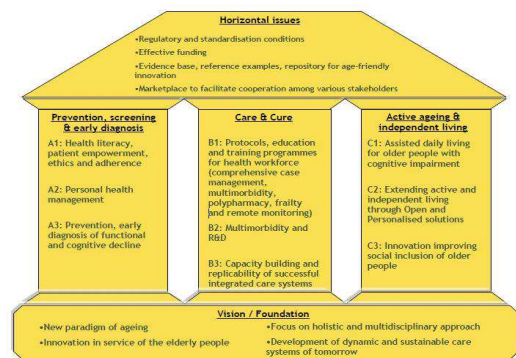 Horizontal issues
•Regulatory and standardisation conditions
•Effective funding
•Evidence base, reference examples, repository for age-friendly
innovation
•Marketplace to facilitate cooperation among various stakeholders
Prevention, screening
& early diagnosis
A1: Health literacy,
patient empowerment,
ethics and adherence
A2: Personal health
management
A3: Prevention, early
diagnosis of functional
and cognitive decline
Care & Cure
B1: Protocols, education
and training programmes
for health workforce
(comprehensive case
management,
multimorbidity,
polypharmacy, frailty
and remote monitoring)
B2: Multimorbidity and
R&D
B3: Capacity building and
replicability of successful
integrated care systems
Active ageing &
independent living
C1: Assisted daily living
for older people with
cognitive impairment
C2: Extending active and
independent living
through Open and
Personalised solutions
C3: Innovation improving
social inclusion of older
people
Vision / Foundation
•New paradigm of ageing
•Innovation in service of the elderly people
•Focus on holistic and multidisciplinary approach
•Development of dynamic and sustainable care
systems of tomorrow